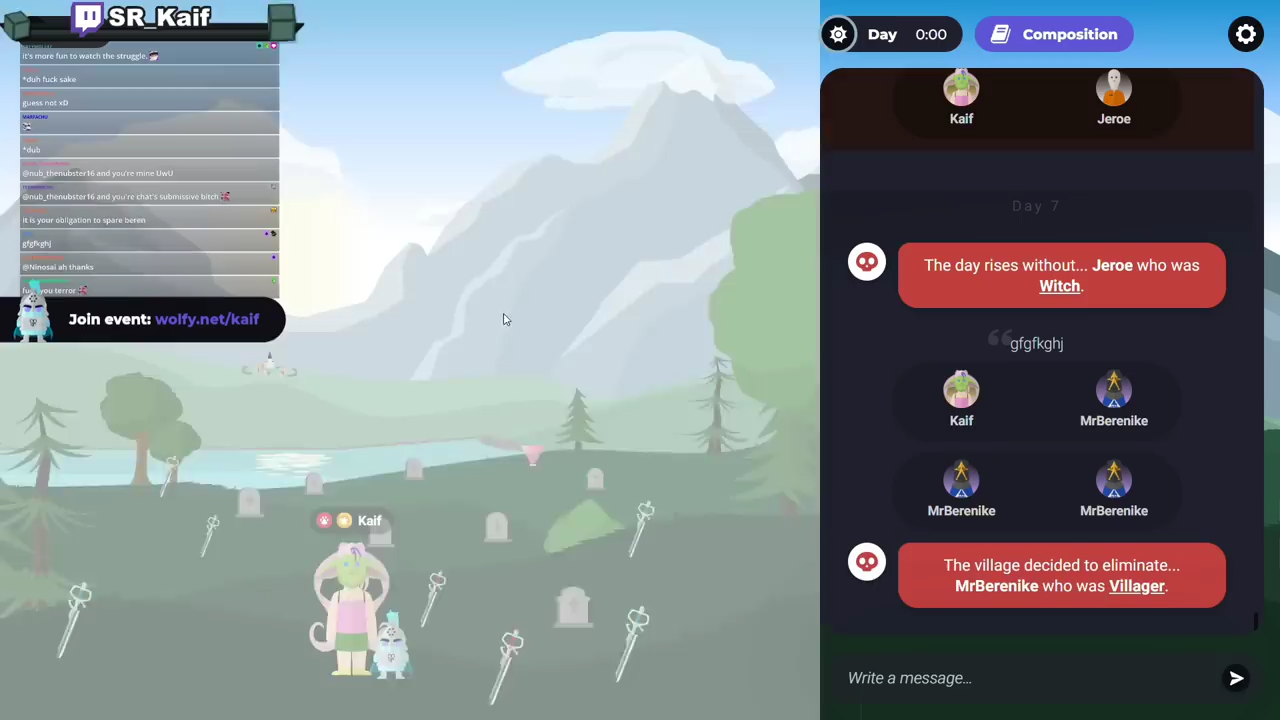 SR_Kaif
it's more fun to watch the struggle.
*duh fuck sake
guess not xD
*dub
@nub_thenubster16 and you're mine UwU
@nub_thenubster16 and you're chat's submissive bitch
it is your obligation to spare beren
gfgfkghj
@Ninosai ah thanks
you terror
Join event: wolfy.net/kaif
Kaif
Day 0:00
Composition
Kaif Jeroe
Day 7
The day rises without... Jeroe who was
Witch.
gfgfkghj
Kaif MrBerenike
MrBerenike MrBerenike
The village decided to eliminate...
MrBerenike who was Villager.
Write a message...